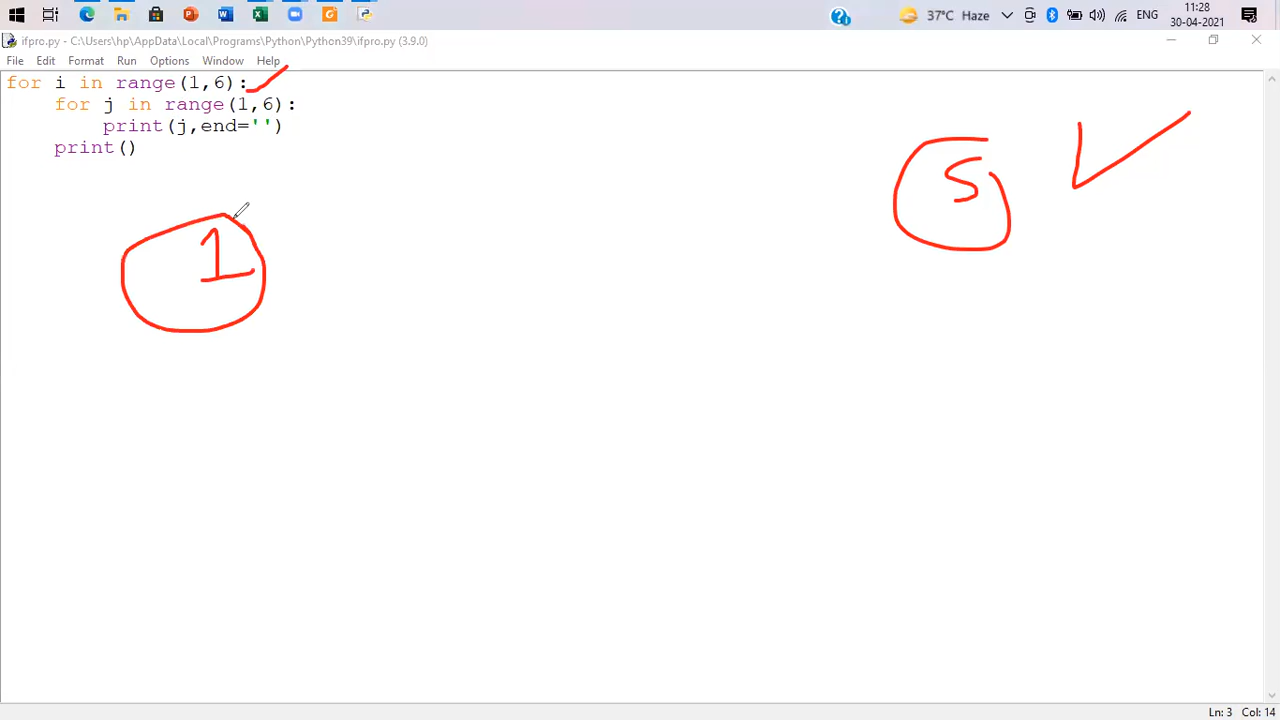 37°C Haze ENG 11:28
30-04-2021
ifpro.py - C:\Users\hp\AppData\Local\Programs\Python\Python39\ifpro.py (3.9.0)
File Edit Format Run Options Window Help
for i in range(1,6):
    for j in range(1,6):
        print(j,end='')
    print()
5
1
Ln: 3 Col: 14